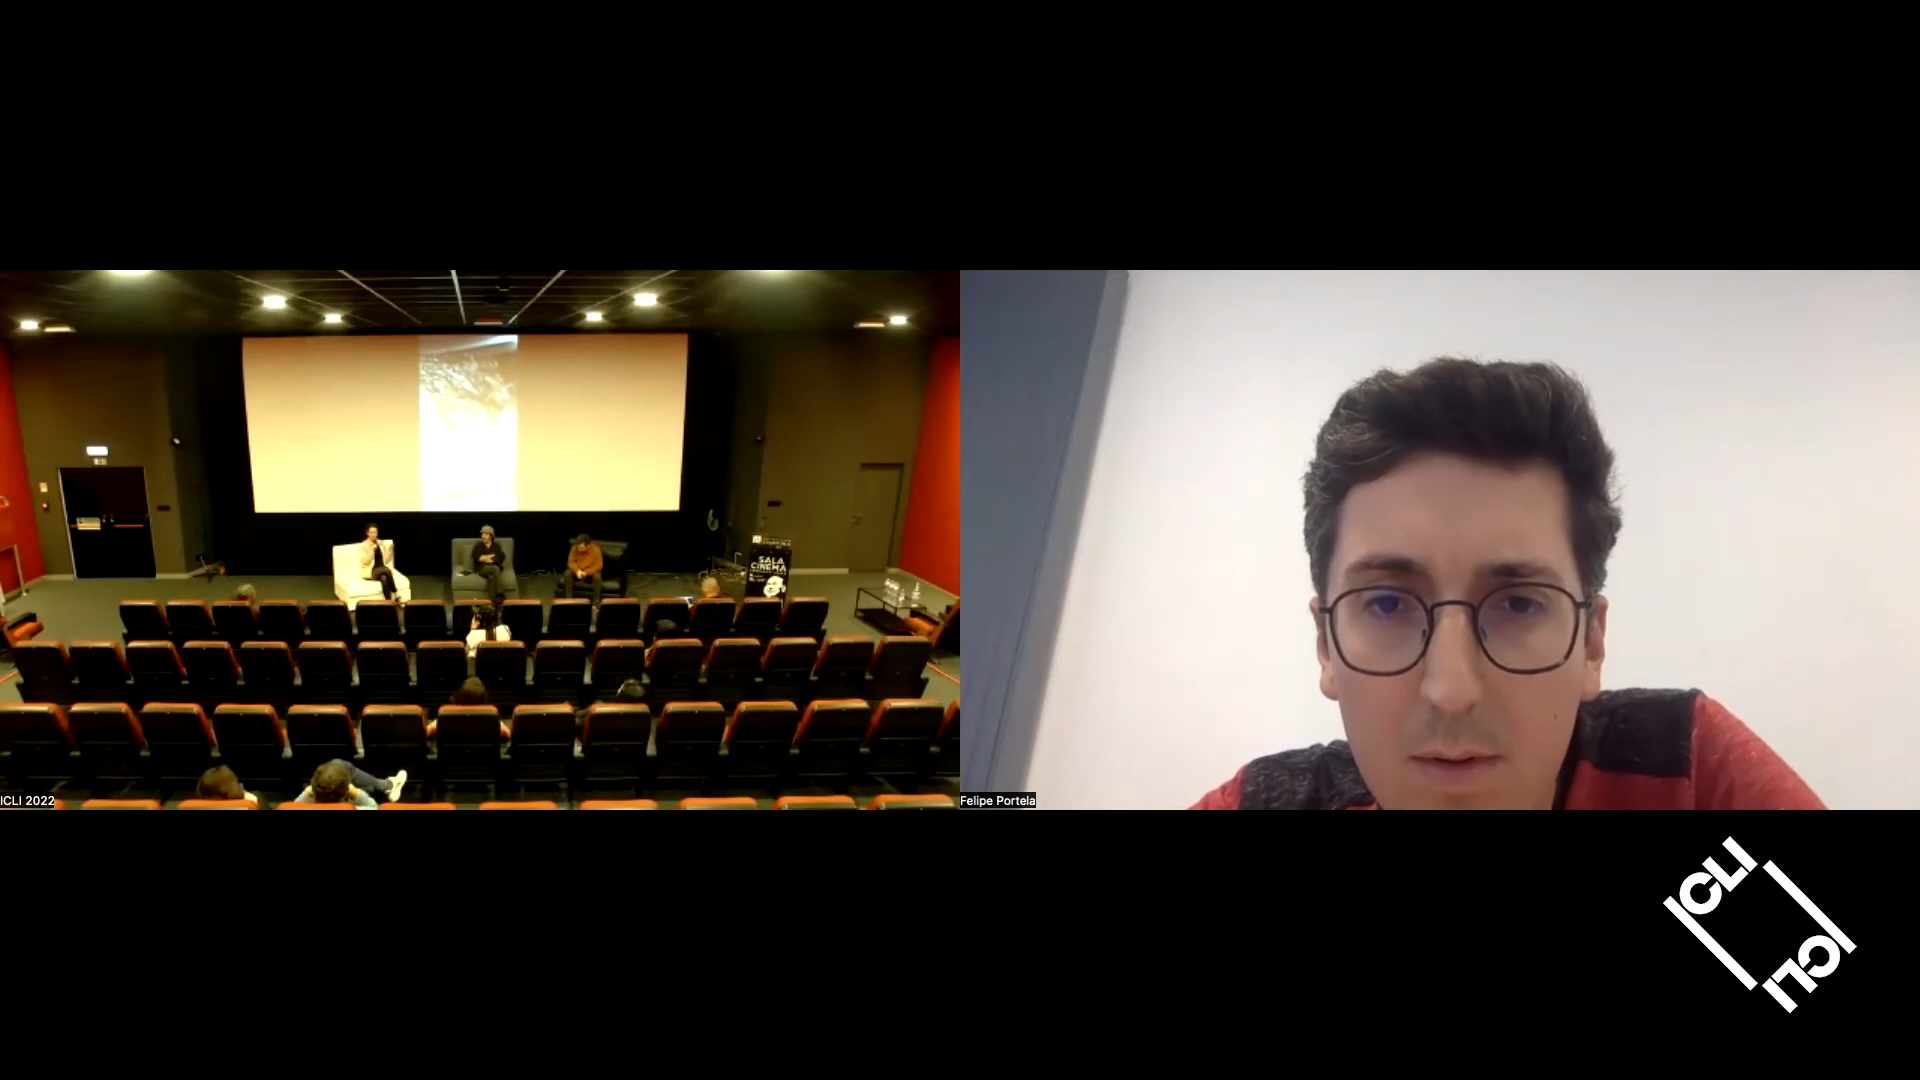 SALA
CINEMA
ICLI 2022
Felipe Portela
ICLI
ICLI